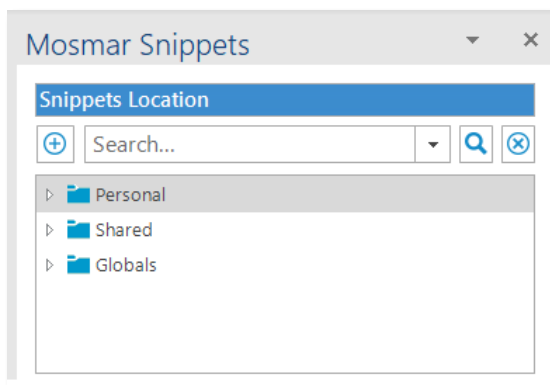 Mosmar Snippets
Snippets Location
Search...
Personal
Shared
Globals